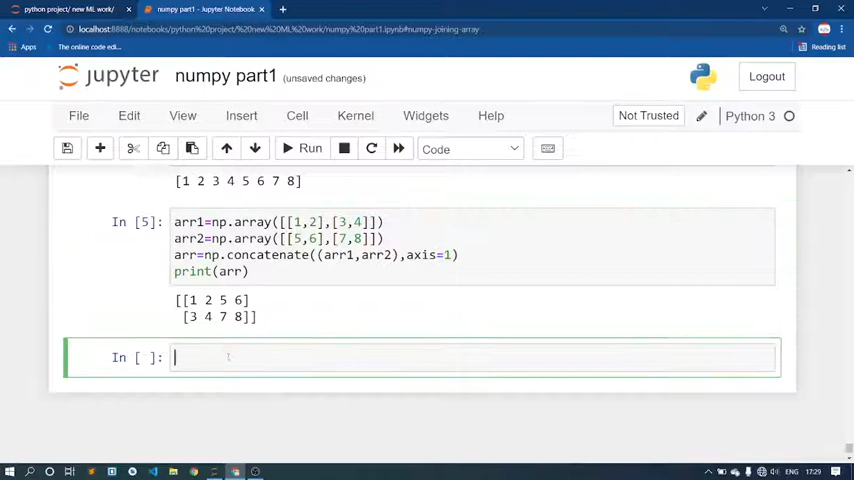 python project/ new ML work/
numpy part1 - Jupyter Notebook
localhost:8888/notebooks/python%20project/%20new%20ML%20work/numpy%20part1.ipynb#numpy-joining-array
Apps
The online code edi...
Reading list
jupyter
numpy part1 (unsaved changes)
Logout
File Edit View Insert Cell Kernel Widgets Help
Not Trusted
Python 3
Run
Code
[1 2 3 4 5 6 7 8]
In [5]:
arr1=np.array([[1,2],[3,4]])
arr2=np.array([[5,6],[7,8]])
arr=np.concatenate((arr1,arr2),axis=1)
print(arr)
[[1 2 5 6]
[3 4 7 8]]
In [ ]:
ENG 17:29